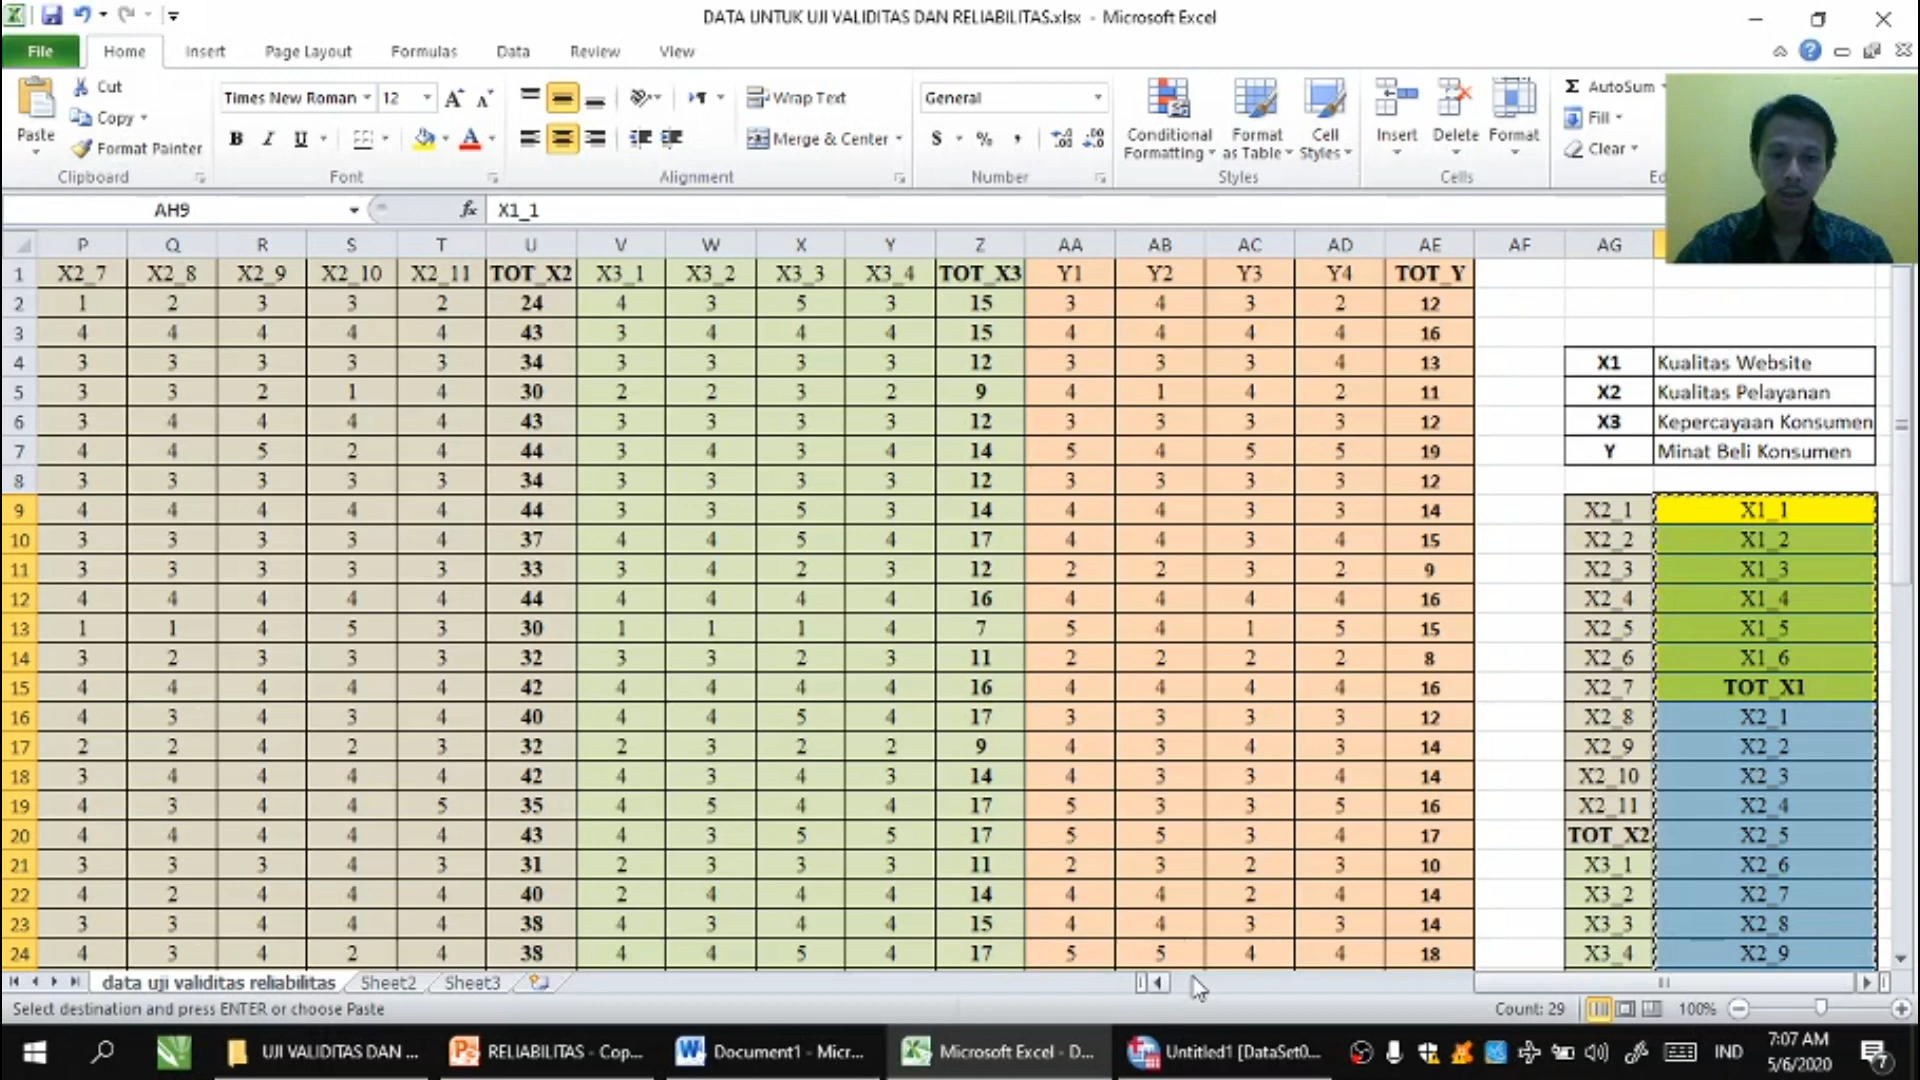 DATA UNTUK UJI VALIDITAS DAN RELIABILITAS.xlsx - Microsoft Excel
File Home Insert Page Layout Formulas Data Review View
Cut
Copy
Format Painter
Paste
Times New Roman 12
B I U
Wrap Text
Merge & Center
General
$ % ,
Conditional Formatting
Format as Table
Cell Styles
Insert Delete Format
AutoSum
Fill
Clear
Clipboard Font Alignment Number Styles Cells
AH9 fx X1_1
P Q R S T U V W X Y Z AA AB AC AD AE AF AG
1 X2_7 X2_8 X2_9 X2_10 X2_11 TOT_X2 X3_1 X3_2 X3_3 X3_4 TOT_X3 Y1 Y2 Y3 Y4 TOT_Y
2 1 2 3 3 2 24 4 3 5 3 15 3 4 3 2 12
3 4 4 4 4 4 43 3 4 4 4 15 4 4 4 4 16
4 3 3 3 3 3 34 3 3 3 3 12 3 3 3 4 13 X1 Kualitas Website
5 3 3 2 1 4 30 2 2 3 2 9 4 1 4 2 11 X2 Kualitas Pelayanan
6 3 4 4 4 4 43 3 3 3 3 12 3 3 3 3 12 X3 Kepercayaan Konsumen
7 4 4 5 2 4 44 3 4 3 4 14 5 4 5 5 19 Y Minat Beli Konsumen
8 3 3 3 3 3 34 3 3 3 3 12 3 3 3 3 12
9 4 4 4 4 4 44 3 3 5 3 14 4 4 3 3 14 X2_1 X1_1
10 3 3 3 3 4 37 4 4 5 4 17 4 4 3 4 15 X2_2 X1_2
11 3 3 3 3 3 33 3 4 2 3 12 2 2 3 2 9 X2_3 X1_3
12 4 4 4 4 4 44 4 4 4 4 16 4 4 4 4 16 X2_4 X1_4
13 1 1 4 5 3 30 1 1 1 4 7 5 4 1 5 15 X2_5 X1_5
14 3 2 3 3 3 32 3 3 2 3 11 2 2 2 2 8 X2_6 X1_6
15 4 4 4 4 4 42 4 4 4 4 16 4 4 4 4 16 X2_7 TOT_X1
16 4 3 4 3 4 40 4 4 5 4 17 3 3 3 3 12 X2_8 X2_1
17 2 2 4 2 3 32 2 3 2 2 9 4 3 4 3 14 X2_9 X2_2
18 3 4 4 4 4 42 4 3 4 3 14 4 3 3 4 14 X2_10 X2_3
19 4 3 4 4 5 35 4 5 4 4 17 5 3 3 5 16 X2_11 X2_4
20 4 4 4 4 4 43 4 3 5 5 17 5 5 3 4 17 TOT_X2 X2_5
21 3 3 3 4 3 31 2 3 3 3 11 2 3 2 3 10 X3_1 X2_6
22 4 2 4 4 4 40 2 4 4 4 14 4 4 2 4 14 X3_2 X2_7
23 3 3 4 4 4 38 4 3 4 4 15 4 4 3 3 14 X3_3 X2_8
24 4 3 4 2 4 38 4 4 5 4 17 5 5 4 4 18 X3_4 X2_9
data uji validitas reliabilitas Sheet2 Sheet3
Select destination and press ENTER or choose Paste Count: 29 100%
UJI VALIDITAS DAN ... RELIABILITAS - Cop... Document1 - Micr... Microsoft Excel - D... Untitled1 [DataSet0... IND 7:07 AM
5/6/2020
7